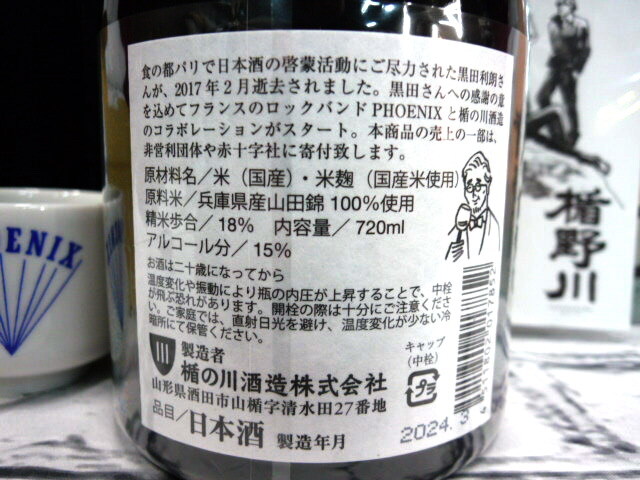 食の都パリで日本酒の啓蒙活動にご尽力された黒田利朗さ
んが、2017年2月逝去されました。黒田さんへの感謝の意
を込めてフランスのロックバンドPHOENIXと楯の川酒造
のコラボレーションがスタート。本商品の売上の一部は、
非営利団体や赤十字社に寄付致します。
原材料名／米（国産）・米麹（国産米使用）
原料米／兵庫県産山田錦100%使用
精米歩合／18%　内容量／720ml
アルコール分／15%
お酒は二十歳になってから
温度変化や振動により瓶の内圧が上昇することで、中栓
が飛ぶ恐れがあります。開栓の際は十分にご注意くださ
い。ご家庭では、直射日光を避け、温度変化が少ない冷
暗所にて保管ください。
製造者
楯の川酒造株式会社
山形県酒田市山楯字清水田27番地
品目／日本酒 製造年月
2024.3
キャップ
（中栓）
プラ
楯野川